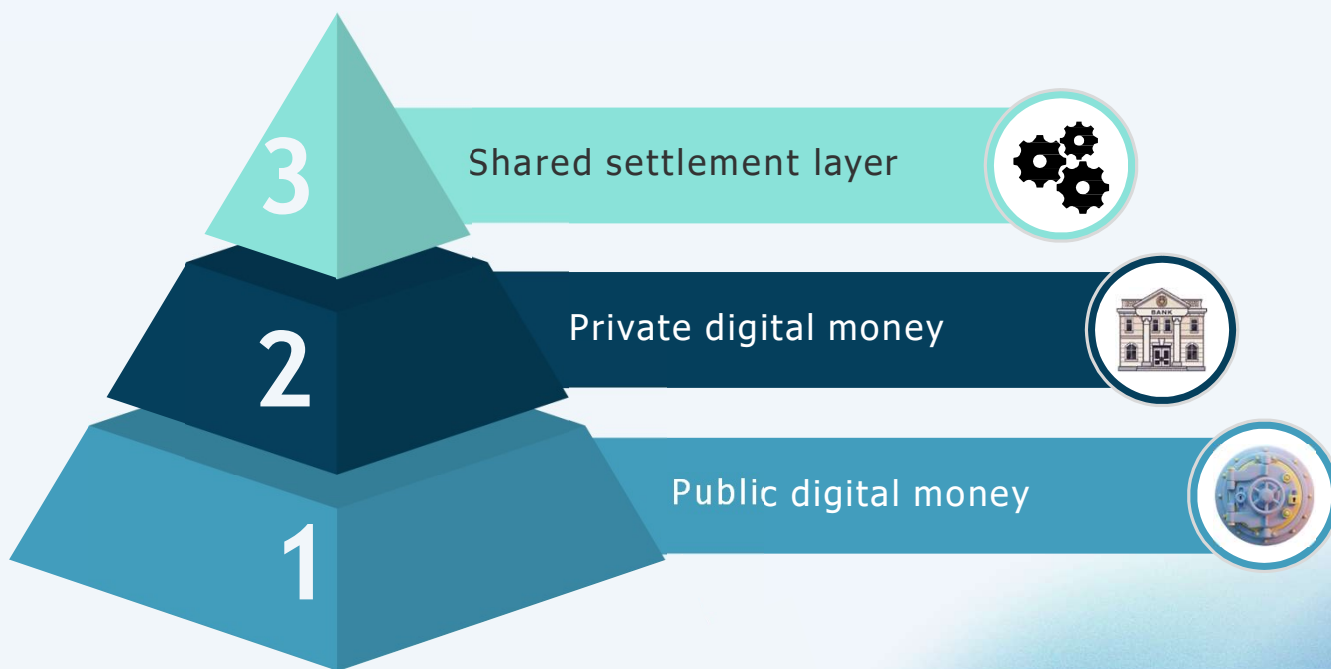 3
Shared settlement layer
2
Private digital money
BANK
1
Public digital money